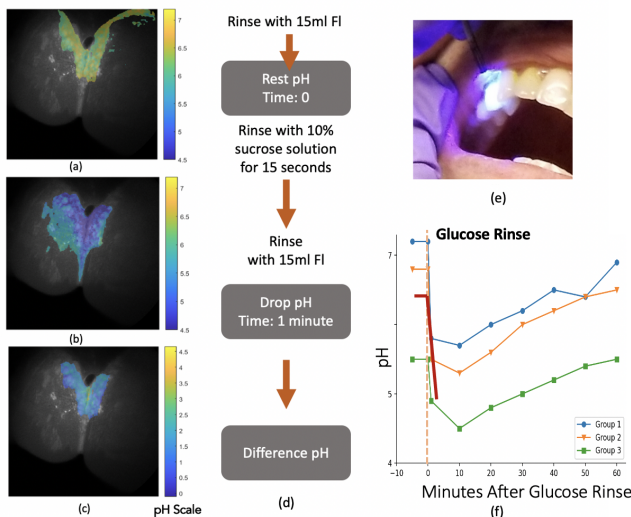 7
6.5
6
5.5
5
4.5
(a)
7
6.5
6
5.5
5
4.5
(b)
4.5
4
3.5
3
2.5
2
1.5
1
0.5
0
(c)
pH Scale
Rinse with 15ml Fl
Rest pH
Time: 0
Rinse with 10%
sucrose solution
for 15 seconds
Rinse
with 15ml Fl
Drop pH
Time: 1 minute
Difference pH
(d)
(e)
Glucose Rinse
7
5
4
pH
−10 0 10 20 30 40 50 60
Group 1
Group 2
Group 3
Minutes After Glucose Rinse
(f)